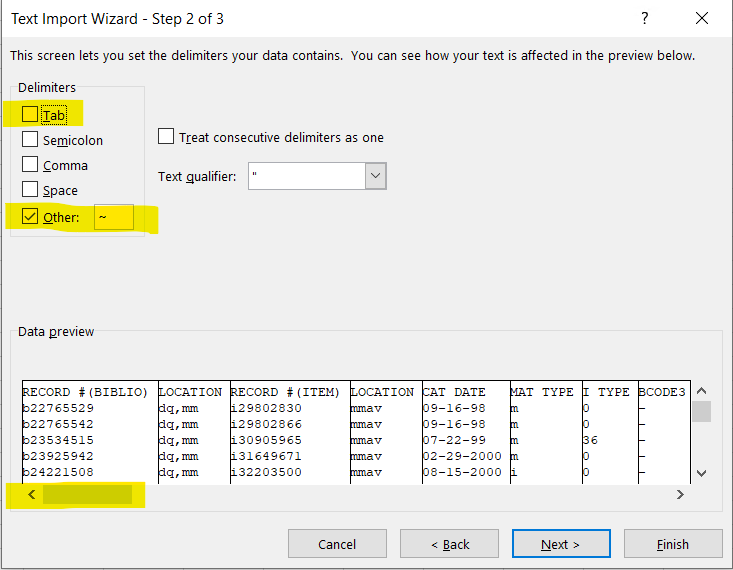 Text Import Wizard - Step 2 of 3
This screen lets you set the delimiters your data contains. You can see how your text is affected in the preview below.
Delimiters
Tab
Semicolon
Comma
Space
Other: ~
Treat consecutive delimiters as one
Text qualifier: "
Data preview
RECORD #(BIBLIO) LOCATION RECORD #(ITEM) LOCATION CAT DATE MAT TYPE I TYPE BCODE3
b22765529 dq,mm i29802830 mmav 09-16-98 m 0 -
b22765542 dq,mm i29802866 mmav 09-16-98 m 0 -
b23534515 dq,mm i30905965 mmav 07-22-99 m 36 -
b23925942 dq,mm i31649671 mmav 02-29-2000 m 0 -
b24221508 dq,mm i32203500 mmav 08-15-2000 i 0 -
Cancel < Back Next > Finish